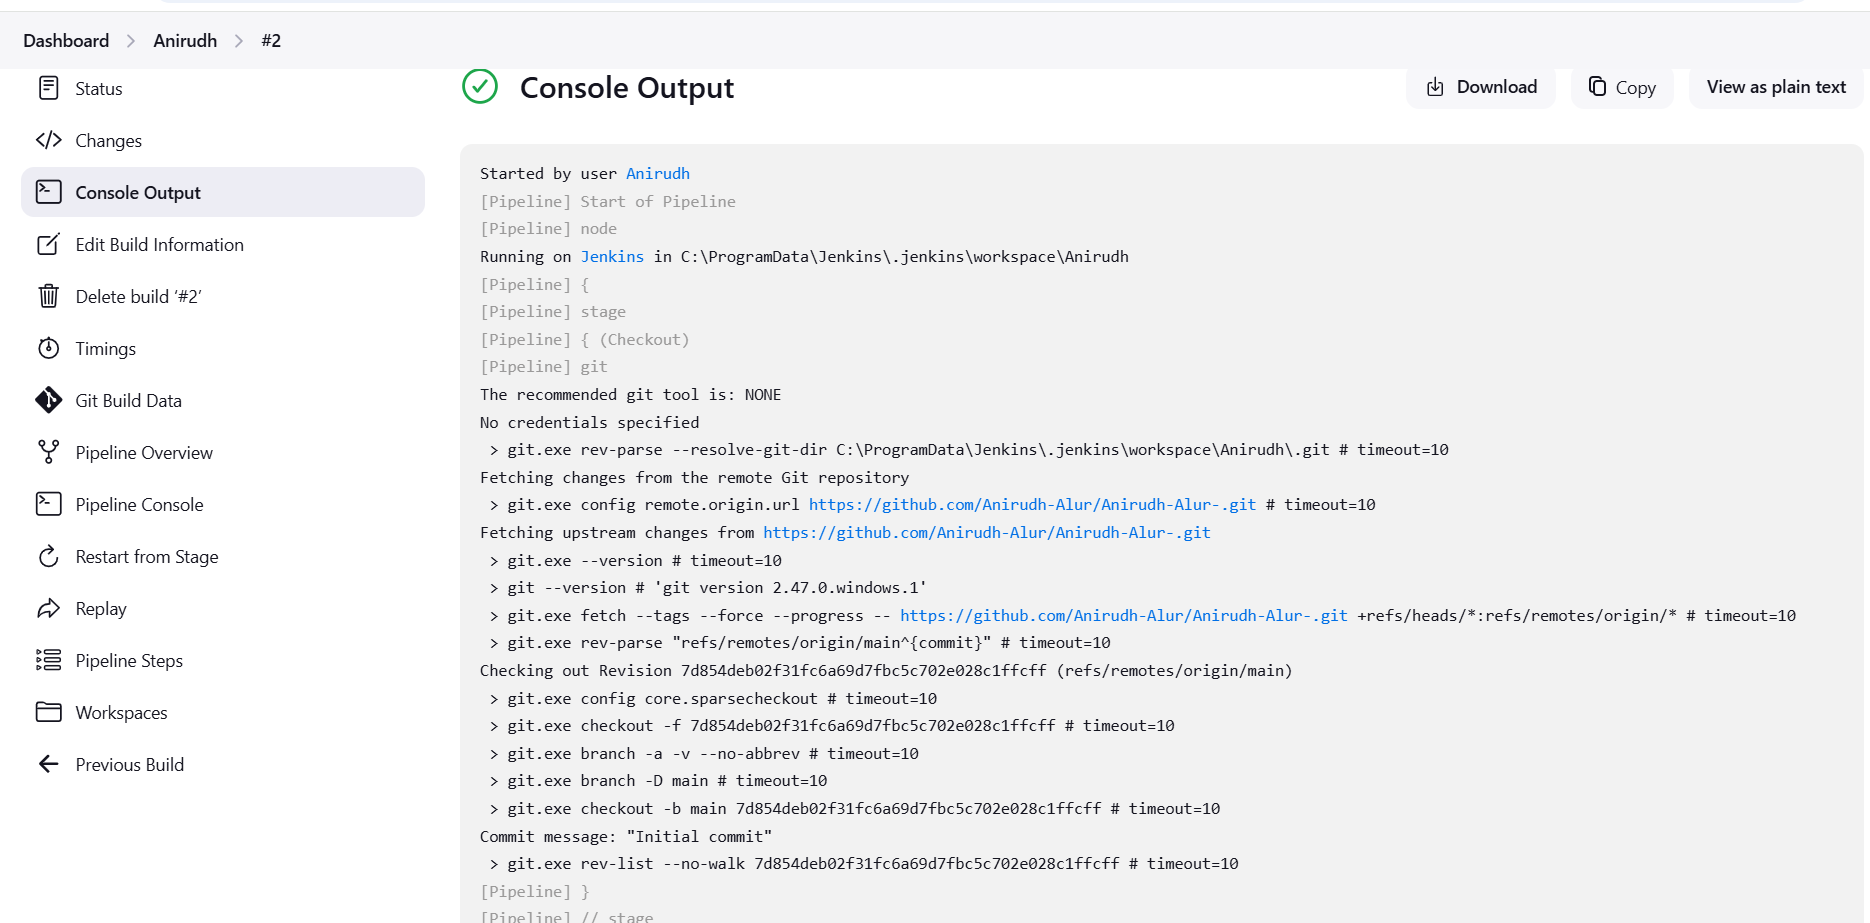 Dashboard > Anirudh > #2
Status
Changes
Console Output
Edit Build Information
Delete build ‘#2’
Timings
Git Build Data
Pipeline Overview
Pipeline Console
Restart from Stage
Replay
Pipeline Steps
Workspaces
Previous Build
Console Output
Download
Copy
View as plain text
Started by user Anirudh
[Pipeline] Start of Pipeline
[Pipeline] node
Running on Jenkins in C:\ProgramData\Jenkins\.jenkins\workspace\Anirudh
[Pipeline] {
[Pipeline] stage
[Pipeline] { (Checkout)
[Pipeline] git
The recommended git tool is: NONE
No credentials specified
 > git.exe rev-parse --resolve-git-dir C:\ProgramData\Jenkins\.jenkins\workspace\Anirudh\.git # timeout=10
Fetching changes from the remote Git repository
 > git.exe config remote.origin.url https://github.com/Anirudh-Alur/Anirudh-Alur-.git # timeout=10
Fetching upstream changes from https://github.com/Anirudh-Alur/Anirudh-Alur-.git
 > git.exe --version # timeout=10
 > git --version # 'git version 2.47.0.windows.1'
 > git.exe fetch --tags --force --progress -- https://github.com/Anirudh-Alur/Anirudh-Alur-.git +refs/heads/*:refs/remotes/origin/* # timeout=10
 > git.exe rev-parse "refs/remotes/origin/main^{commit}" # timeout=10
Checking out Revision 7d854deb02f31fc6a69d7fbc5c702e028c1ffcff (refs/remotes/origin/main)
 > git.exe config core.sparsecheckout # timeout=10
 > git.exe checkout -f 7d854deb02f31fc6a69d7fbc5c702e028c1ffcff # timeout=10
 > git.exe branch -a -v --no-abbrev # timeout=10
 > git.exe branch -D main # timeout=10
 > git.exe checkout -b main 7d854deb02f31fc6a69d7fbc5c702e028c1ffcff # timeout=10
Commit message: "Initial commit"
 > git.exe rev-list --no-walk 7d854deb02f31fc6a69d7fbc5c702e028c1ffcff # timeout=10
[Pipeline] }
[Pipeline] // stage